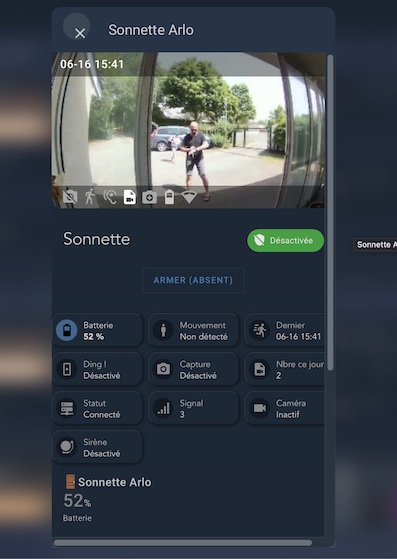 Sonnette Arlo
06-16 15:41
Sonnette
Désactivée
Sonnette A
ARMER (ABSENT)
Batterie
52 %
Mouvement
Non détecté
Dernier
06-16 15:41
Ding !
Désactivé
Capture
Désactivé
Nbre ce jour
2
Statut
Connecté
Signal
3
Caméra
Inactif
Sirène
Désactivé
Sonnette Arlo
52%
Batterie